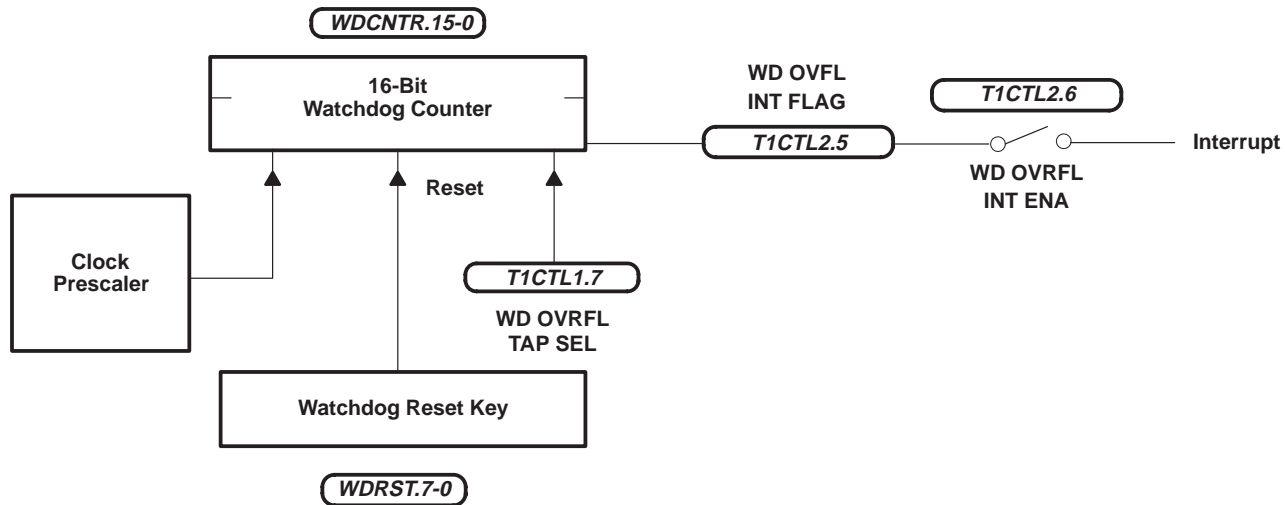 WDCNTR.15-0
16-Bit
Watchdog Counter
WD OVFL
INT FLAG
T1CTL2.5
T1CTL2.6
WD OVRFL
INT ENA
Interrupt
Reset
Clock
Prescaler
T1CTL1.7
WD OVRFL
TAP SEL
Watchdog Reset Key
WDRST.7-0